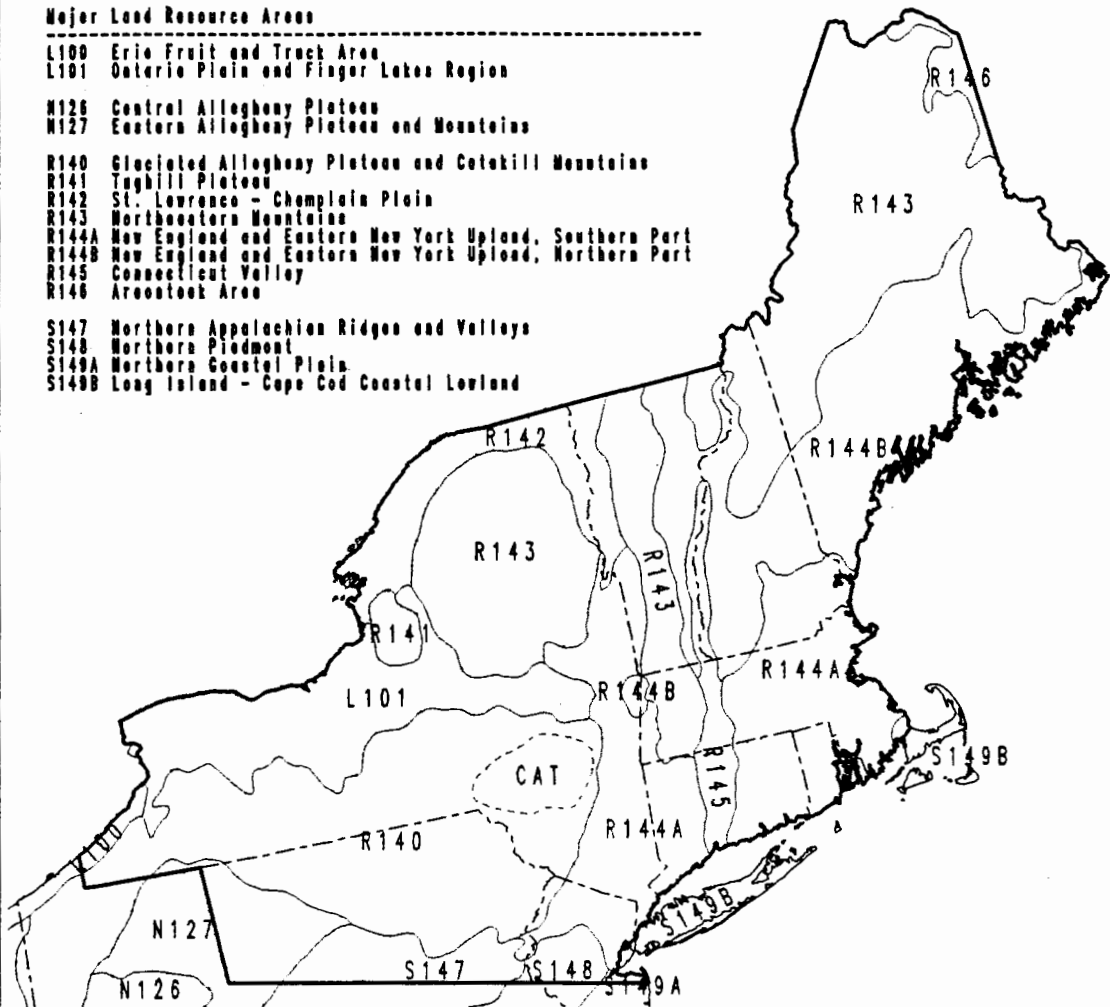 Major Land Resource Areas
L100 Erie Fruit and Truck Area
L101 Ontario Plain and Finger Lakes Region
N126 Central Allegheny Plateau
N127 Eastern Allegheny Plateau and Mountains
R140 Glaciated Allegheny Plateau and Catskill Mountains
R141 Tughill Plateau
R142 St. Lawrence - Champlain Plain
R143 Northeastern Mountains
R144A New England and Eastern New York Upland, Southern Part
R144B New England and Eastern New York Upland, Northern Part
R145 Connecticut Valley
R146 Aroostook Area
S147 Northern Appalachian Ridges and Valleys
S148 Northern Piedmont
S149A Northern Coastal Plain
S149B Long Island - Cape Cod Coastal Lowland
R146
R143
R142
R144B
R143
R143
R141
R144A
L101
R144B
CAT
S149B
R145
R140
R144A
L100
S149B
N127
S147
S148
S149A
N126